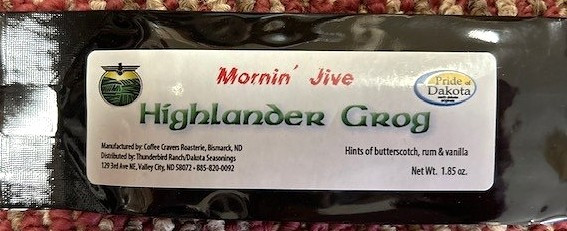 Mornin' Jive
Pride of
Dakota
Highlander Grog
Manufactured by: Coffee Cravers Roasterie, Bismarck, ND
Distributed by: Thunderbird Ranch/Dakota Seasonings
129 3rd Ave NE, Valley City, ND 58072 • 885-820-0092
Hints of butterscotch, rum & vanilla
Net Wt. 1.85 oz.